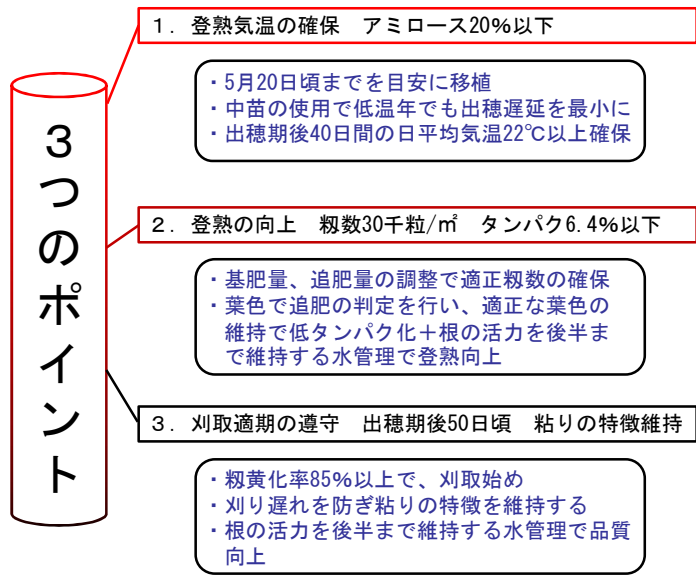 3つのポイント
1．登熟気温の確保　アミロース20％以下
・5月20日頃までを目安に移植
・中苗の使用で低温年でも出穂遅延を最小に
・出穂期後40日間の日平均気温22℃以上確保
2．登熟の向上　籾数30千粒/㎡　タンパク6.4％以下
・基肥量、追肥量の調整で適正籾数の確保
・葉色で追肥の判定を行い、適正な葉色の
維持で低タンパク化＋根の活力を後半ま
で維持する水管理で登熟向上
3．刈取適期の遵守　出穂期後50日頃　粘りの特徴維持
・籾黄化率85％以上で、刈取始め
・刈り遅れを防ぎ粘りの特徴を維持する
・根の活力を後半まで維持する水管理で品質
向上